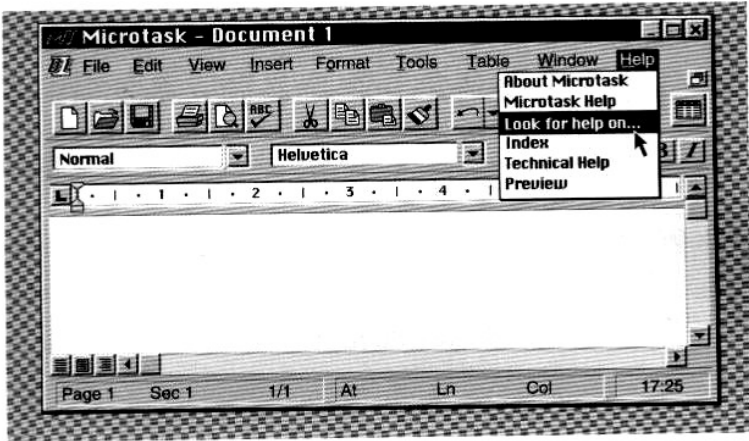 Microtask - Document 1
File Edit View Insert Format Tools Table Window Help
About Microtask
Microtask Help
Look for help on...
Index
Technical Help
Preview
ABC
Normal Helvetica B I
L 1 2 3 4
Page 1 Sec 1 1/1 At Ln Col 17:25